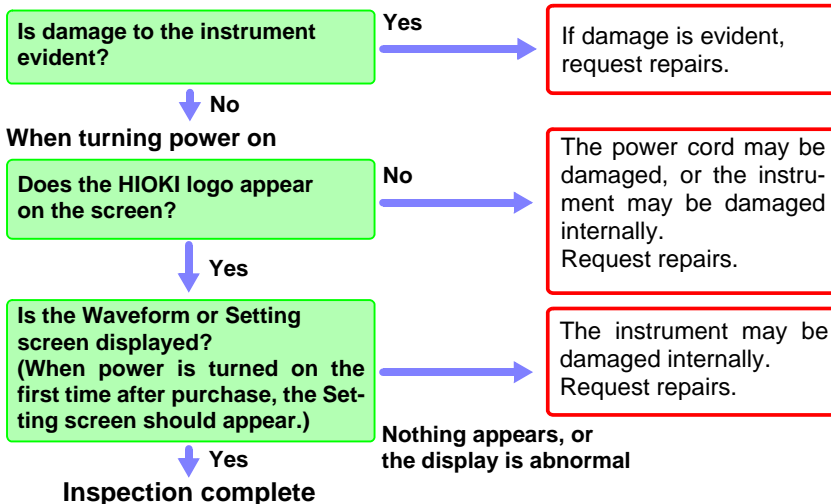 Is damage to the instrument
evident?
Yes
If damage is evident,
request repairs.
No
When turning power on
Does the HIOKI logo appear
on the screen?
No
The power cord may be
damaged, or the instru-
ment may be damaged
internally.
Request repairs.
Yes
Is the Waveform or Setting
screen displayed?
(When power is turned on the
first time after purchase, the Set-
ting screen should appear.)
The instrument may be
damaged internally.
Request repairs.
Nothing appears, or
the display is abnormal
Yes
Inspection complete